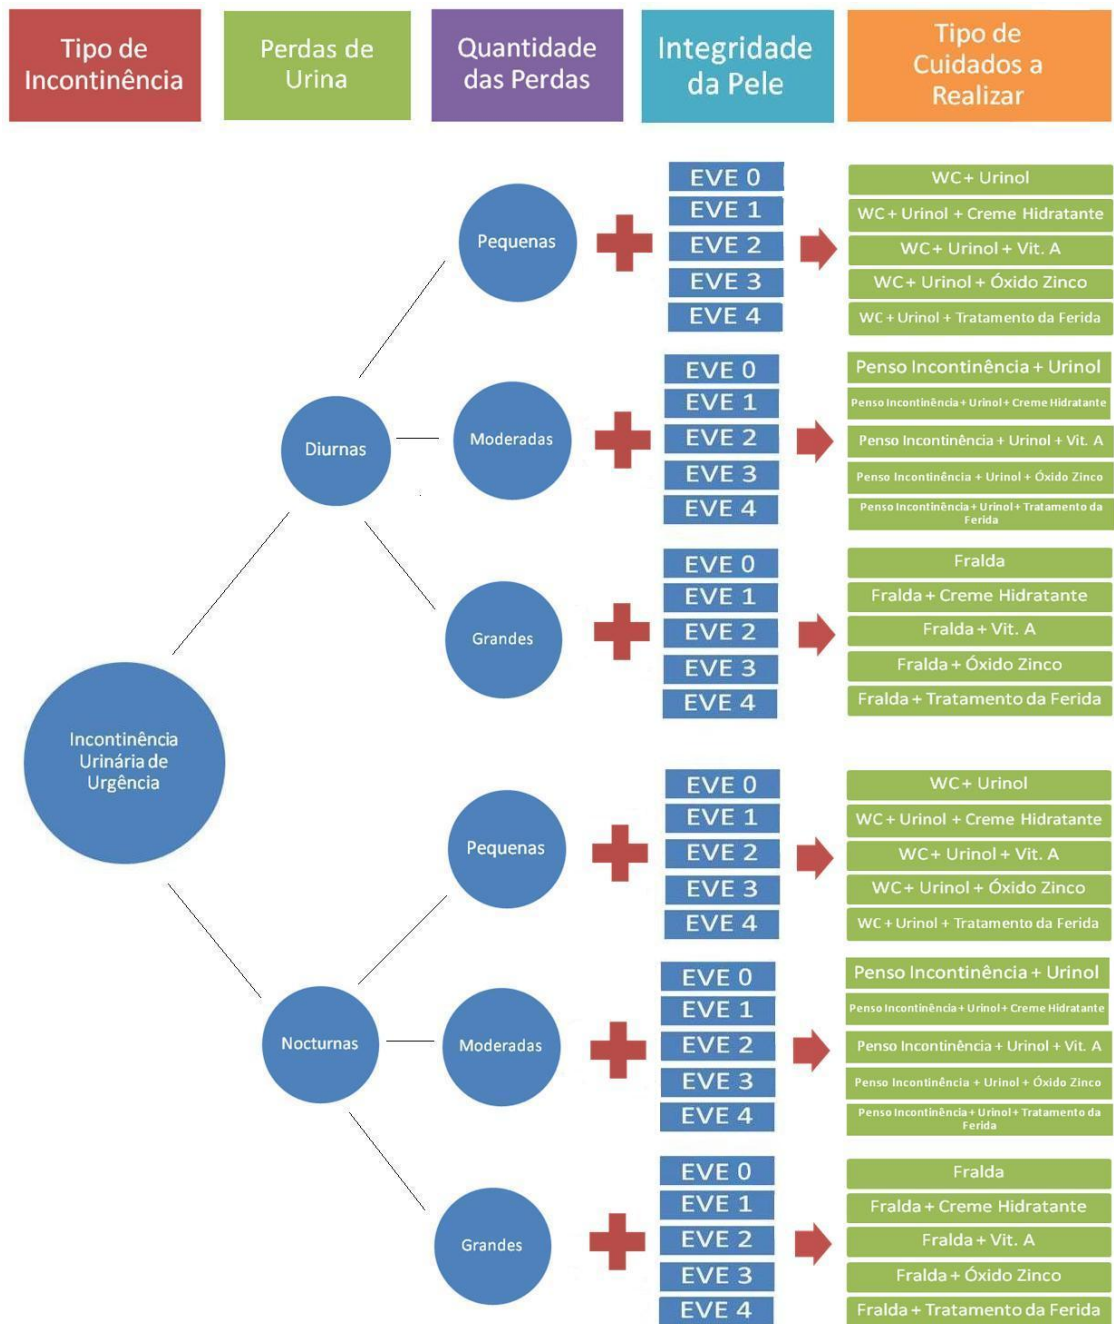 Tipo de
Incontinência
Perdas de
Urina
Quantidade
das Perdas
Integridade
da Pele
Tipo de
Cuidados a
Realizar
Incontinência
Urinária de
Urgência
Diurnas
Pequenas
EVE 0
EVE 1
EVE 2
EVE 3
EVE 4
WC + Urinol
WC + Urinol + Creme Hidratante
WC + Urinol + Vit. A
WC + Urinol + Óxido Zinco
WC + Urinol + Tratamento da Ferida
Moderadas
EVE 0
EVE 1
EVE 2
EVE 3
EVE 4
Penso Incontinência + Urinol
Penso Incontinência + Urinol + Creme Hidratante
Penso Incontinência + Urinol + Vit. A
Penso Incontinência + Urinol + Óxido Zinco
Penso Incontinência + Urinol + Tratamento da
Ferida
Grandes
EVE 0
EVE 1
EVE 2
EVE 3
EVE 4
Fralda
Fralda + Creme Hidratante
Fralda + Vit. A
Fralda + Óxido Zinco
Fralda + Tratamento da Ferida
Nocturnas
Pequenas
EVE 0
EVE 1
EVE 2
EVE 3
EVE 4
WC + Urinol
WC + Urinol + Creme Hidratante
WC + Urinol + Vit. A
WC + Urinol + Óxido Zinco
WC + Urinol + Tratamento da Ferida
Moderadas
EVE 0
EVE 1
EVE 2
EVE 3
EVE 4
Penso Incontinência + Urinol
Penso Incontinência + Urinol + Creme Hidratante
Penso Incontinência + Urinol + Vit. A
Penso Incontinência + Urinol + Óxido Zinco
Penso Incontinência + Urinol + Tratamento da
Ferida
Grandes
EVE 0
EVE 1
EVE 2
EVE 3
EVE 4
Fralda
Fralda + Creme Hidratante
Fralda + Vit. A
Fralda + Óxido Zinco
Fralda + Tratamento da Ferida